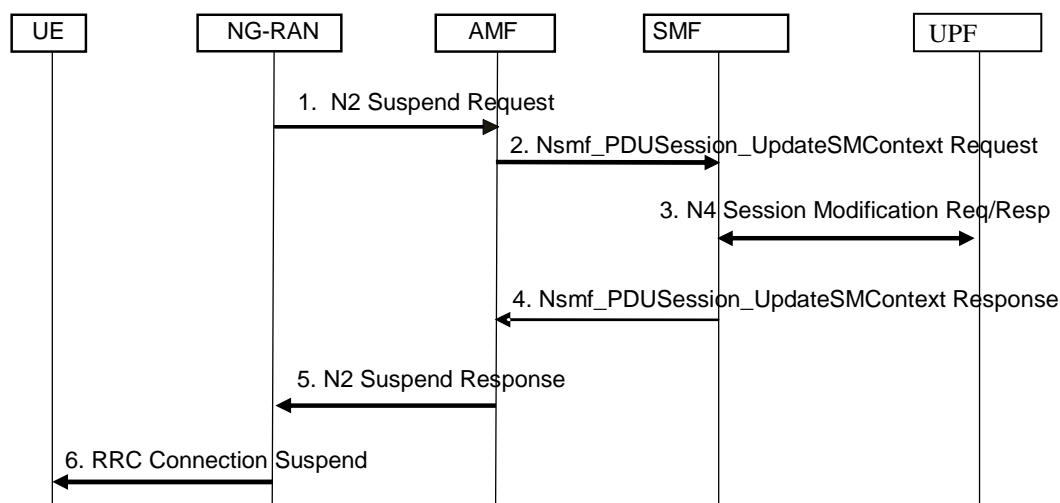 UE
NG-RAN
AMF
SMF
UPF
1. N2 Suspend Request
2. Nsmf_PDUSession_UpdateSMContext Request
3. N4 Session Modification Req/Resp
4. Nsmf_PDUSession_UpdateSMContext Response
5. N2 Suspend Response
6. RRC Connection Suspend